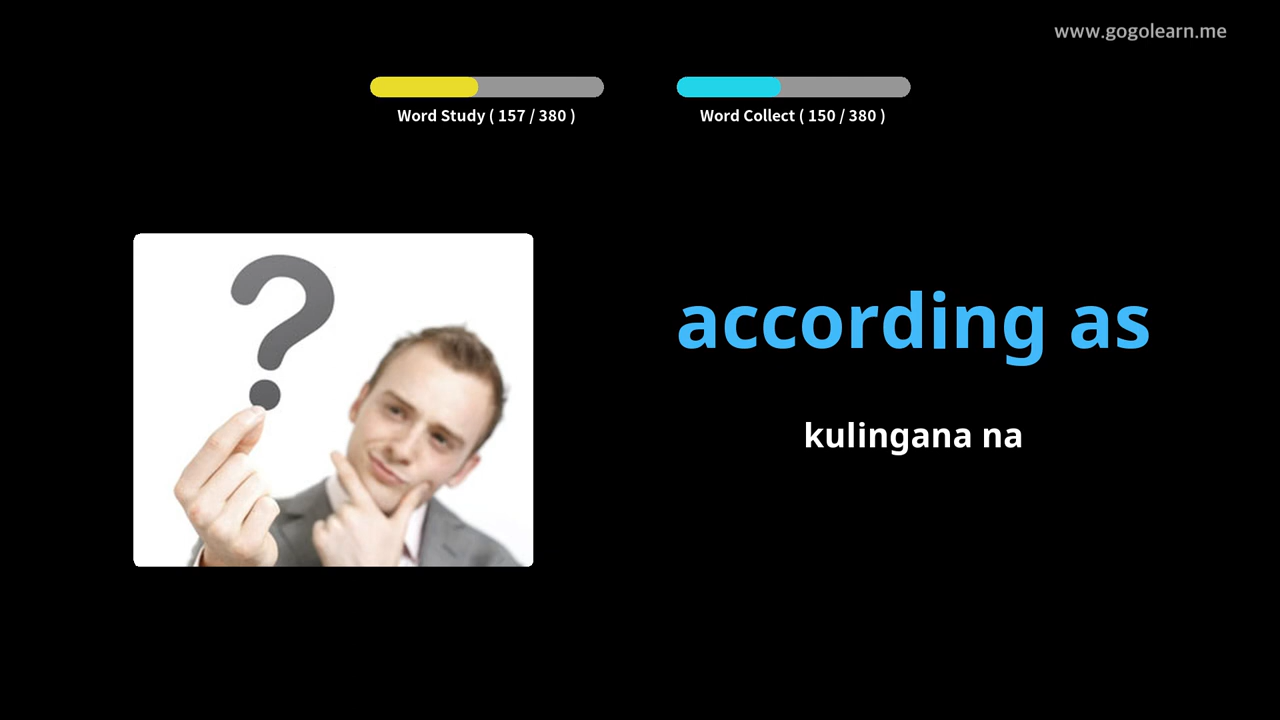 www.gogolearn.me
Word Study ( 157 / 380 )
Word Collect ( 150 / 380 )
?
according as
kulingana na